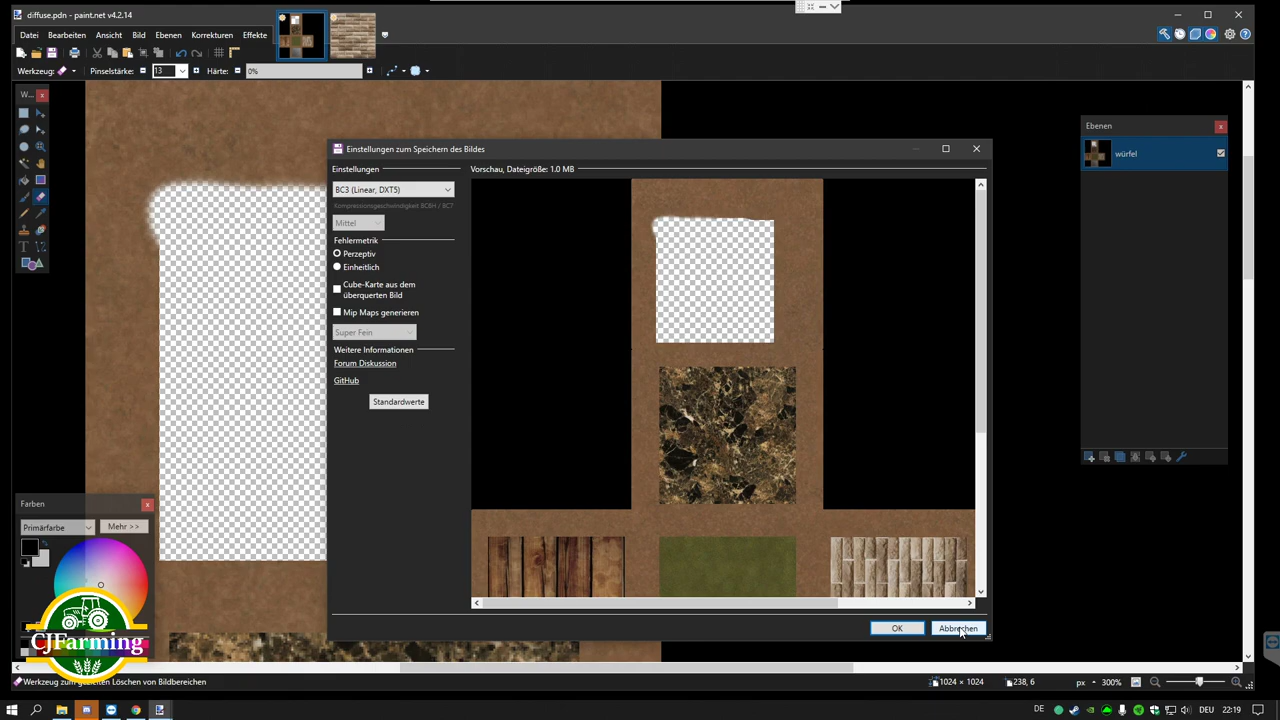 diffuse.pdn - paint.net v4.2.14
Datei Bearbeiten Ansicht Bild Ebenen Korrekturen Effekte
Werkzeug: Pinselstärke: 13 Härte: 0%
W...
Ebenen
würfel
Einstellungen zum Speichern des Bildes
Einstellungen
Vorschau, Dateigröße: 1.0 MB
BC3 (Linear, DXT5)
Kompressionsgeschwindigkeit BC6H / BC7
Mittel
Fehlermetrik
Perzeptiv
Einheitlich
Cube-Karte aus dem
überquerten Bild
Mip Maps generieren
Super Fein
Weitere Informationen
Forum Diskussion
GitHub
Standardwerte
OK
Abbrechen
Farben
Primärfarbe
Mehr >>
CJFarming
Werkzeug zum gezielten Löschen von Bildbereichen
1024 × 1024
238, 6
px
300%
DE
DEU
22:19